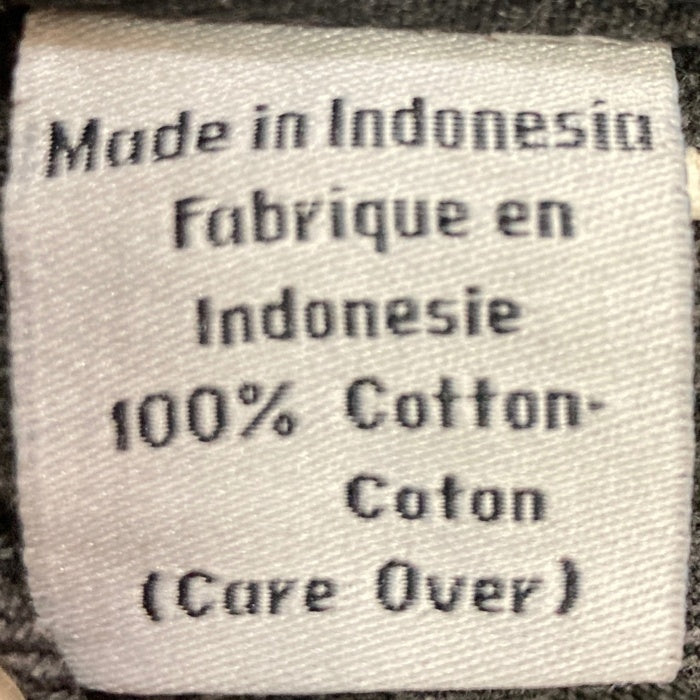 Made in Indonesia
Fabrique en
Indonesie
100% Cotton-
Coton
(Care Over)